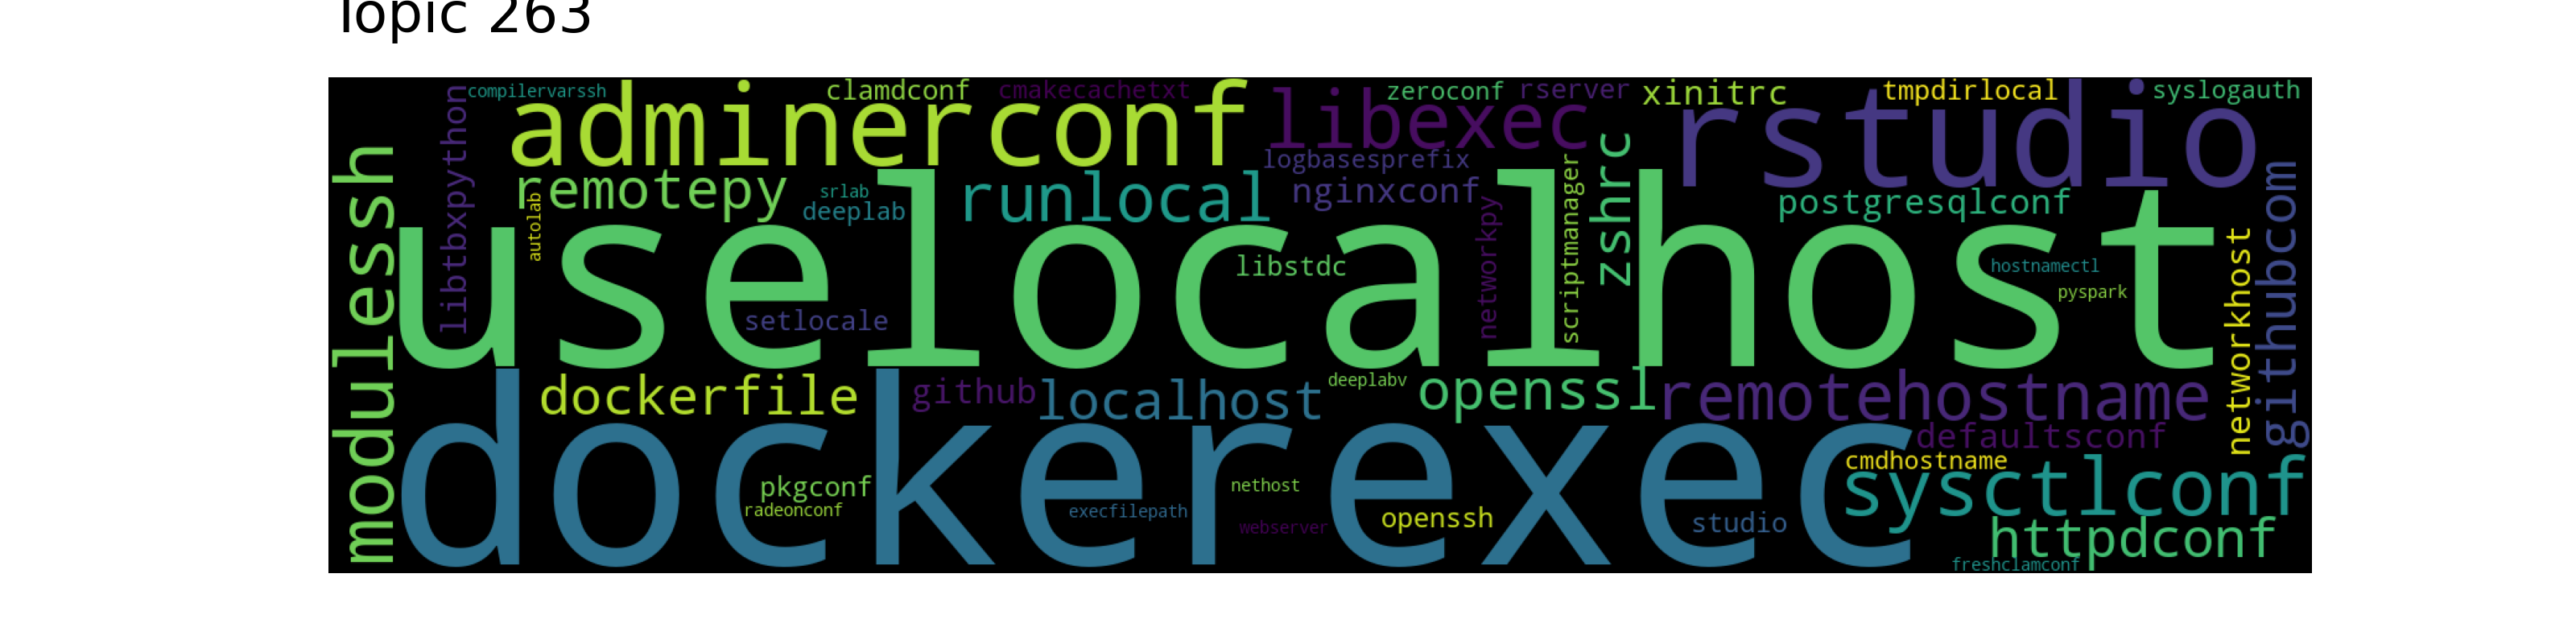 Topic 263
compilervarssh
clamdconf
cmakecachetxt
zeroconf
rserver
xinitrc
tmpdirlocal
syslogauth
adminerconf
libexec
rstudio
libtbxpython
modulessh
logbasesprefix
remotepy
srlab
deeplab
autolab
runlocal
nginxconf
scriptmanager
zshrc
postgresqlconf
githubcom
networkpy
uselocalhost
libstdc
hostnamectl
pyspark
setlocale
networkhost
dockerfile
github
localhost
deeplabv
openssl
remotehostname
defaultsconf
dockerexec
cmdhostname
sysctlconf
pkgconf
nethost
radeonconf
execfilepath
webserver
openssh
studio
httpdconf
freshclamconf